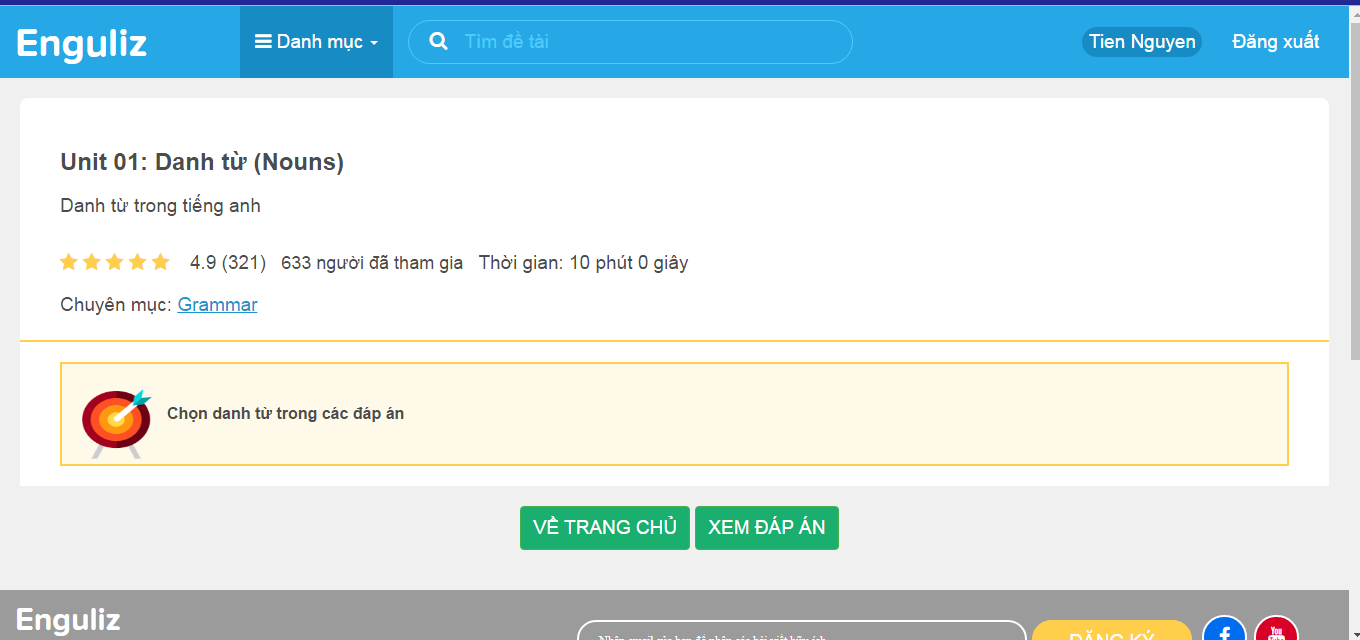 Enguliz
Danh mục
Tìm đề tài
Tien Nguyen
Đăng xuất
Unit 01: Danh từ (Nouns)
Danh từ trong tiếng anh
4.9 (321) 633 người đã tham gia Thời gian: 10 phút 0 giây
Chuyên mục: Grammar
Chọn danh từ trong các đáp án
VỀ TRANG CHỦ
XEM ĐÁP ÁN
Enguliz
ĐĂNG KÝ
You